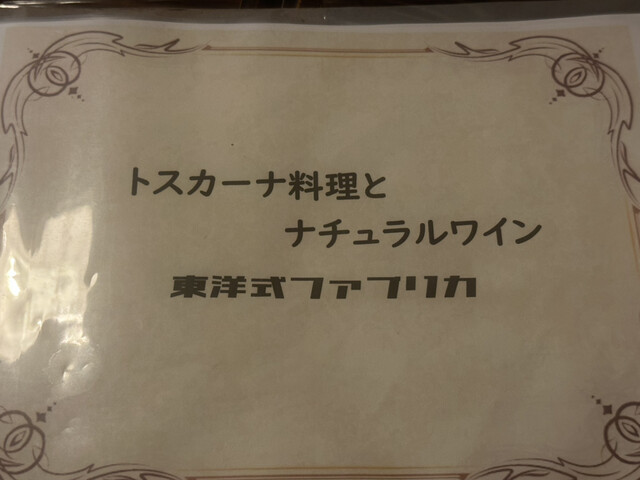 トスカーナ料理と
ナチュラルワイン
東洋式ファブリカ